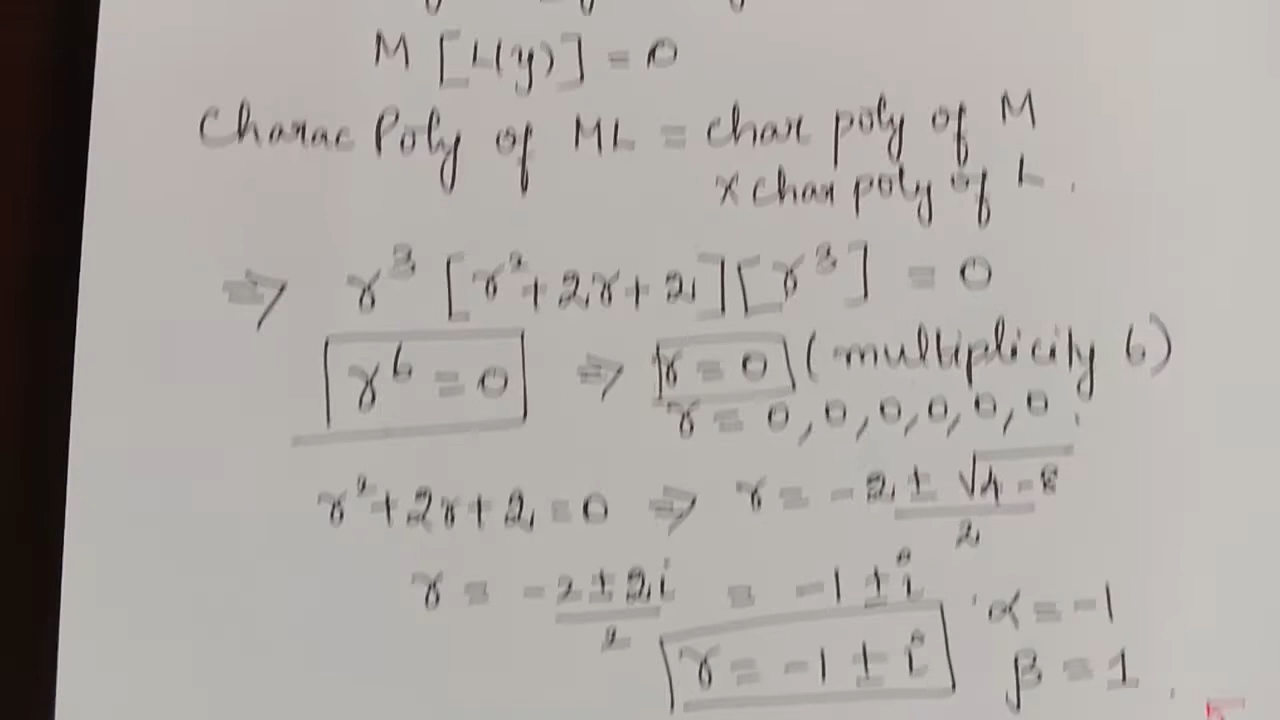 M [L(y)] = 0
Charac Poly of ML = char poly of M
x char poly of L.
⇒ r³ [r²+2r+2][r³] = 0
r⁶ = 0 ⇒ r = 0 (multiplicity 6)
r = 0,0,0,0,0,0.
r²+2r+2=0 ⇒ r = -2 ± √4-8 / 2
r = -2 ± 2i / 2 = -1 ± i α = -1
r = -1 ± i β = 1.